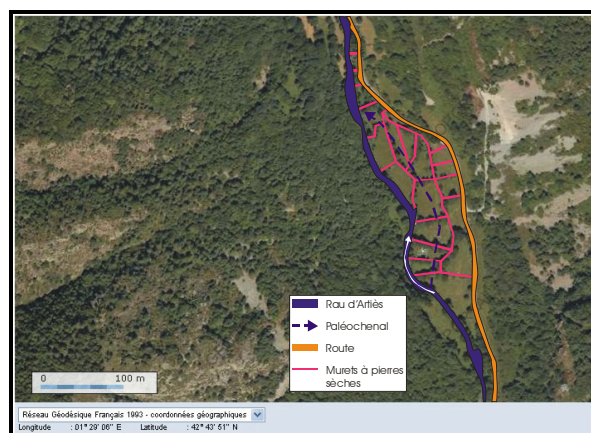 Rau d'Artiès
Paléochenal
Route
Murets à pierres
sèches
0 100 m
Réseau Géodésique Français 1993 - coordonnées géographiques
Longitude : 01° 29' 06'' E Latitude : 42° 43' 51'' N